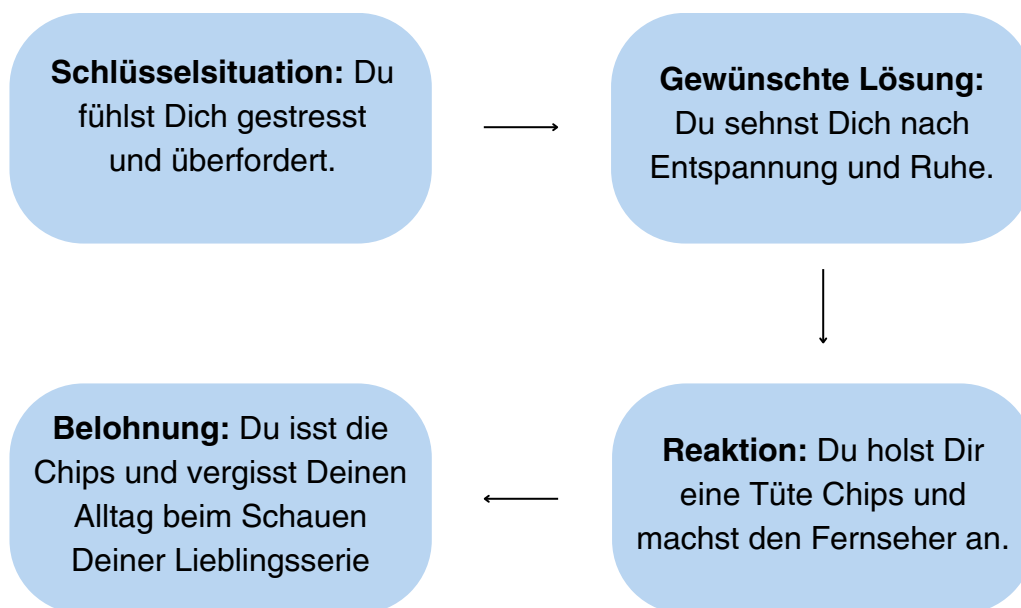 Schlüsselsituation: Du
fühlst Dich gestresst
und überfordert.
Gewünschte Lösung:
Du sehnst Dich nach
Entspannung und Ruhe.
Reaktion: Du holst Dir
eine Tüte Chips und
machst den Fernseher an.
Belohnung: Du isst die
Chips und vergisst Deinen
Alltag beim Schauen
Deiner Lieblingsserie